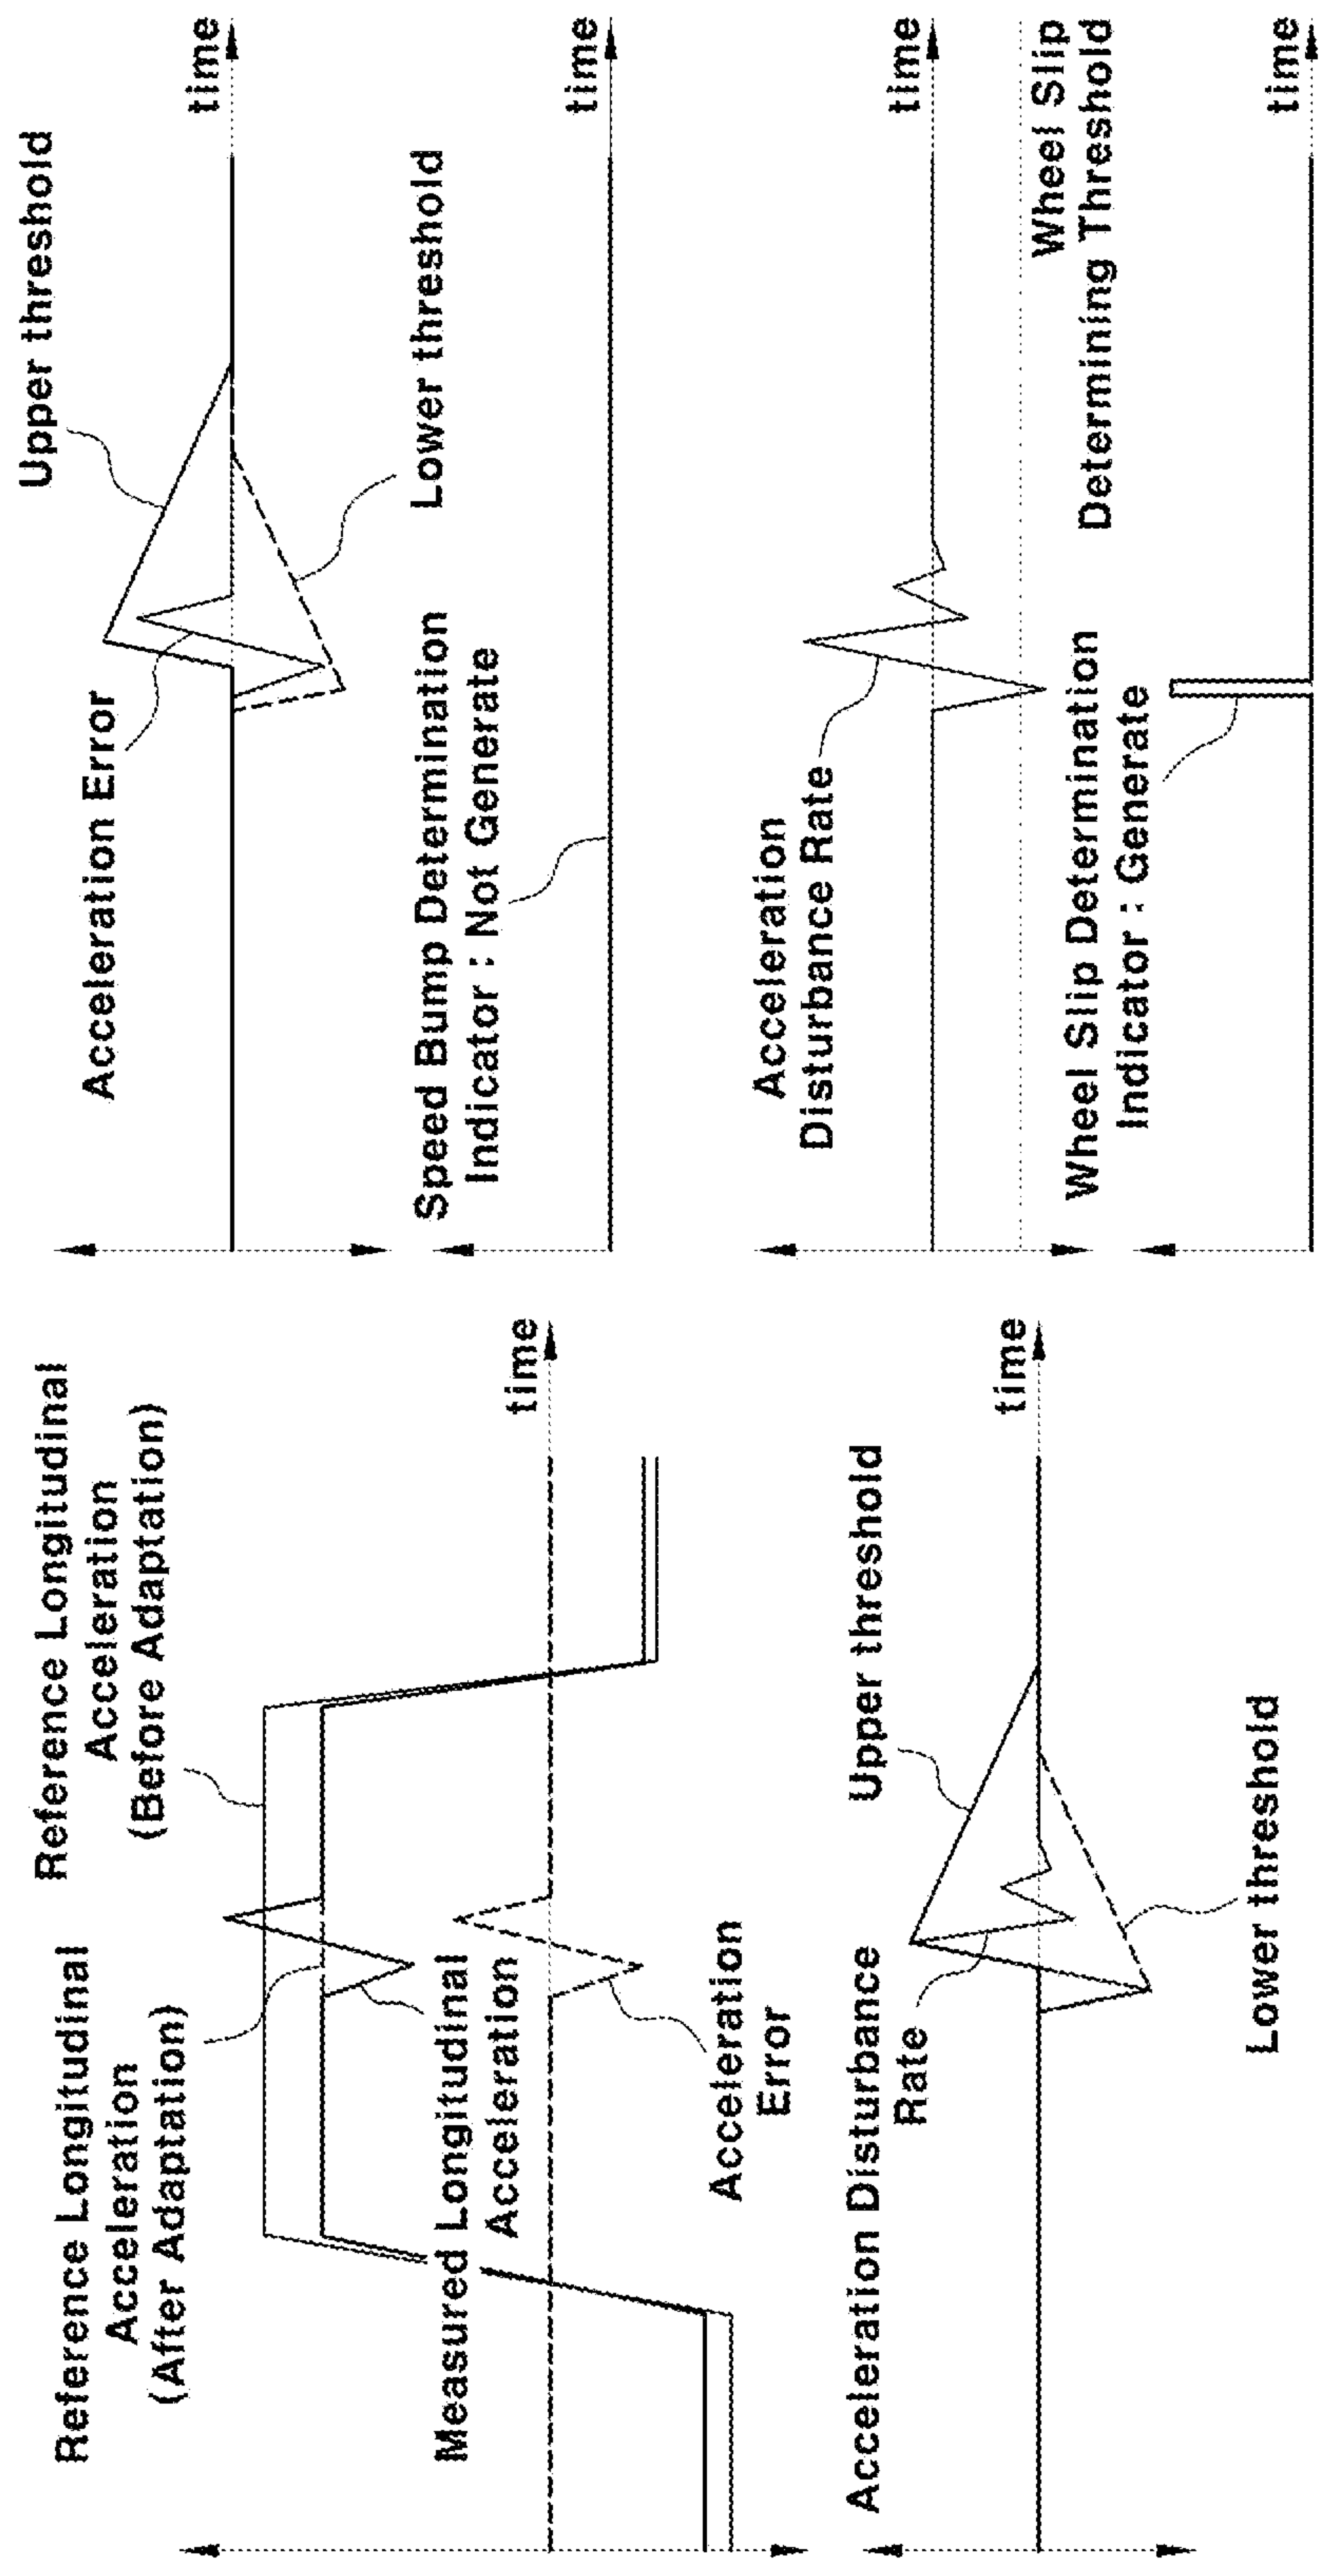 Reference Longitudinal
Acceleration
(After Adaptation)
Reference Longitudinal
Acceleration
(Before Adaptation)
Measured Longitudinal
Acceleration
time
Acceleration
Error
Acceleration Disturbance
Rate
Upper threshold
time
Lower threshold
Acceleration Error
Upper threshold
time
Lower threshold
Speed Bump Determination
Indicator : Not Generate
time
Acceleration
Disturbance Rate
time
Wheel Slip
Determining Threshold
Wheel Slip Determination
Indicator : Generate
time